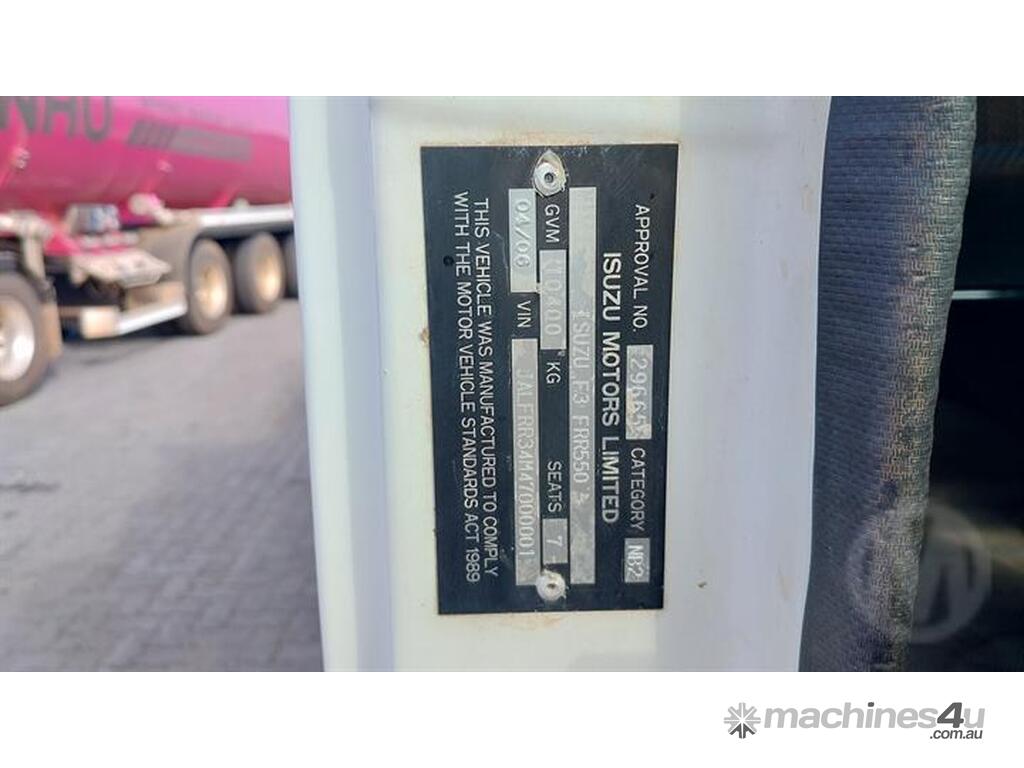 APPROVAL NO. 29665 CATEGORY NB2
ISUZU MOTORS LIMITED
ISUZU F3 FRR550
GVM 10400 KG SEATS 7
04/06 VIN JALFRR34M47000001
THIS VEHICLE WAS MANUFACTURED TO COMPLY
WITH THE MOTOR VEHICLE STANDARDS ACT 1989
machines4u
.com.au